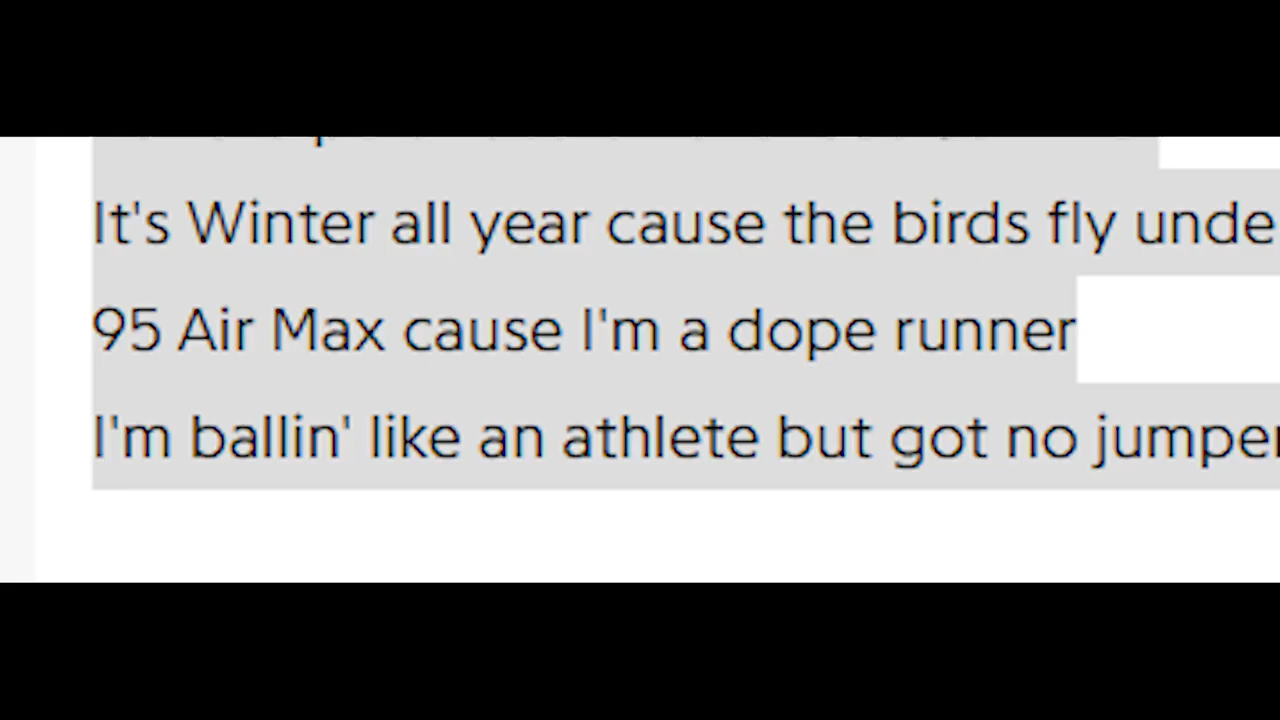 It's Winter all year cause the birds fly unde
95 Air Max cause I'm a dope runner
I'm ballin' like an athlete but got no jumper